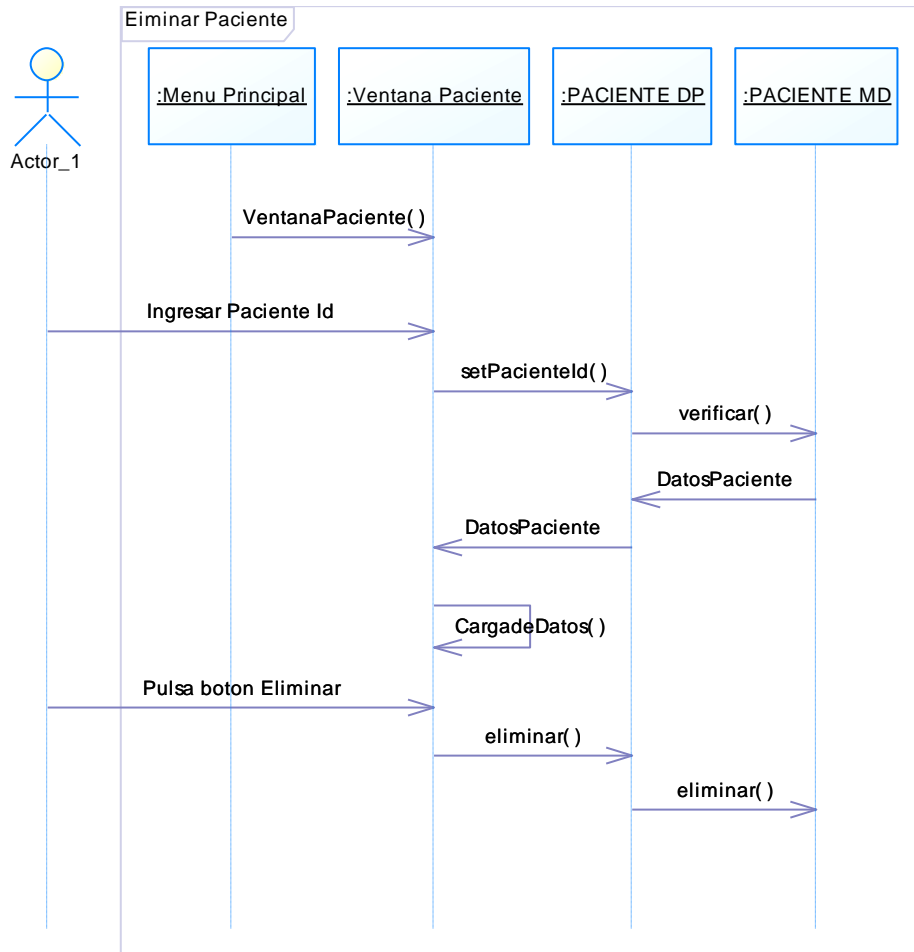 Eiminar Paciente
:Menu Principal
:Ventana Paciente
:PACIENTE DP
:PACIENTE MD
Actor_1
VentanaPaciente( )
Ingresar Paciente Id
setPacienteId( )
verificar( )
DatosPaciente
DatosPaciente
CargadeDatos( )
Pulsa boton Eliminar
eliminar( )
eliminar( )